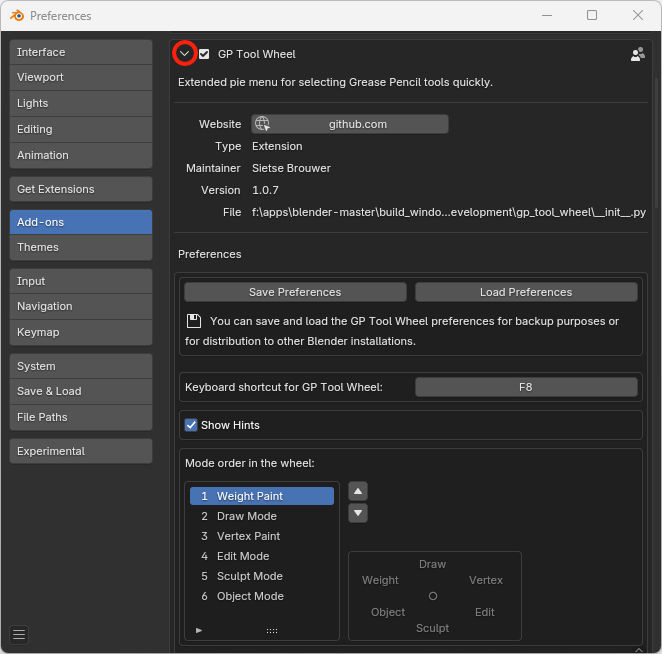 Preferences
Interface
Viewport
Lights
Editing
Animation
Get Extensions
Add-ons
Themes
Input
Navigation
Keymap
System
Save & Load
File Paths
Experimental
GP Tool Wheel
Extended pie menu for selecting Grease Pencil tools quickly.
Website github.com
Type Extension
Maintainer Sietse Brouwer
Version 1.0.7
File f:\apps\blender-master\build_windo...evelopment\gp_tool_wheel\__init__.py
Preferences
Save Preferences Load Preferences
You can save and load the GP Tool Wheel preferences for backup purposes or
for distribution to other Blender installations.
Keyboard shortcut for GP Tool Wheel: F8
Show Hints
Mode order in the wheel:
1 Weight Paint
2 Draw Mode
3 Vertex Paint
4 Edit Mode
5 Sculpt Mode
6 Object Mode
Draw
Weight Vertex
Object Edit
Sculpt